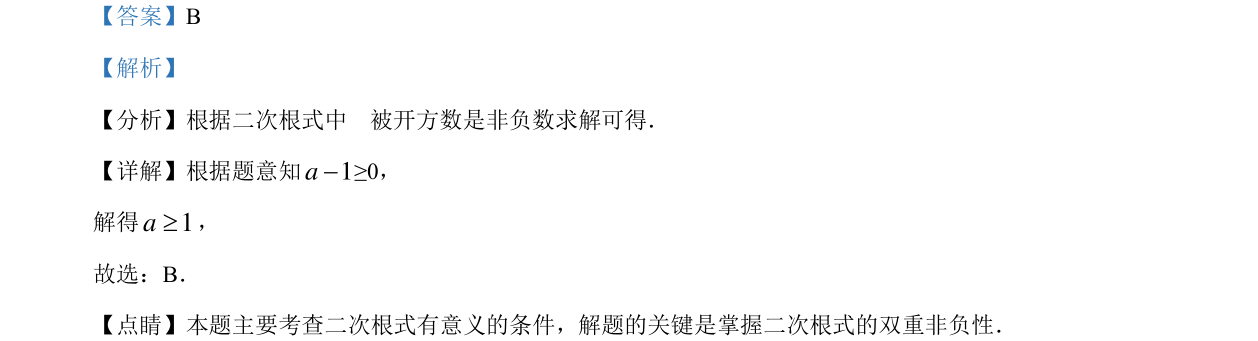 【答案】B
【解析】
【分析】根据二次根式中　被开方数是非负数求解可得．
【详解】根据题意知a－1≥0，
解得a≥1，
故选：B．
【点睛】本题主要考查二次根式有意义的条件，解题的关键是掌握二次根式的双重非负性．